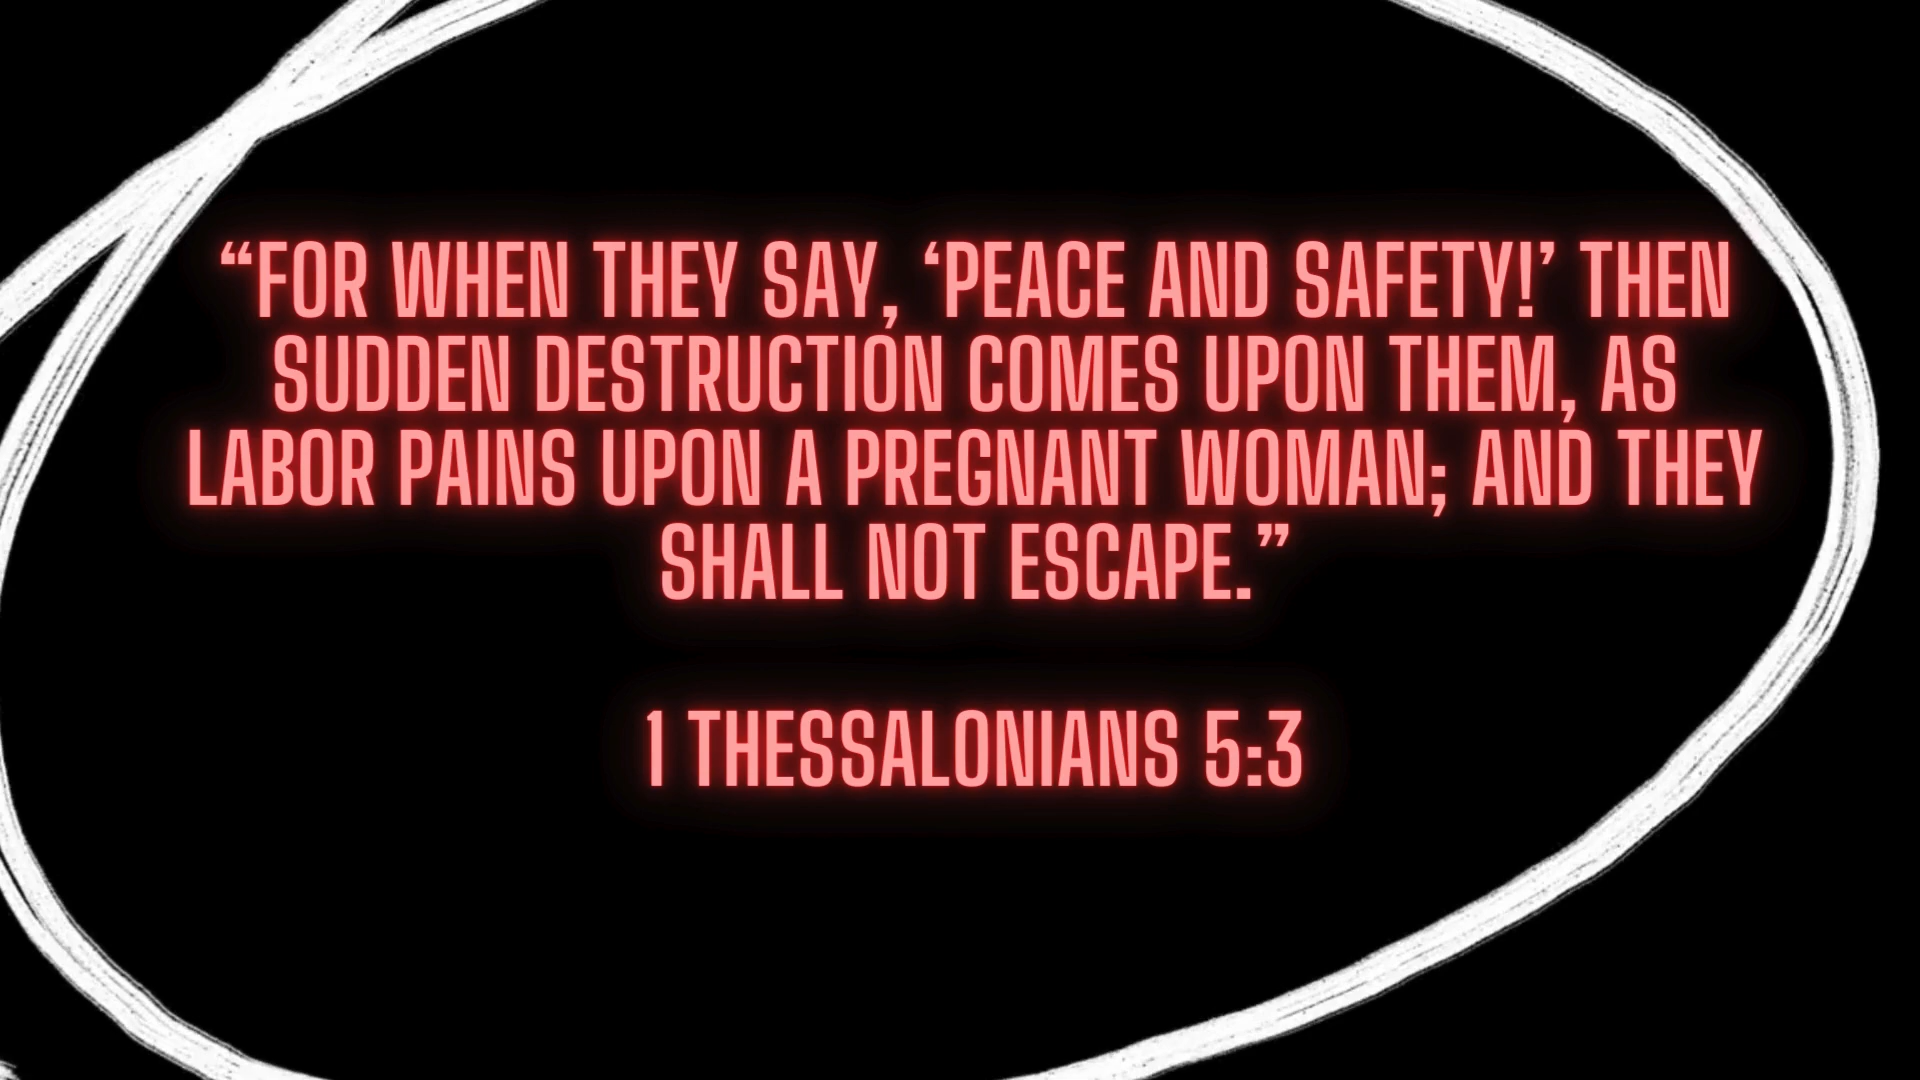 “FOR WHEN THEY SAY, ‘PEACE AND SAFETY!’ THEN
SUDDEN DESTRUCTION COMES UPON THEM, AS
LABOR PAINS UPON A PREGNANT WOMAN; AND THEY
SHALL NOT ESCAPE.”
1 THESSALONIANS 5:3